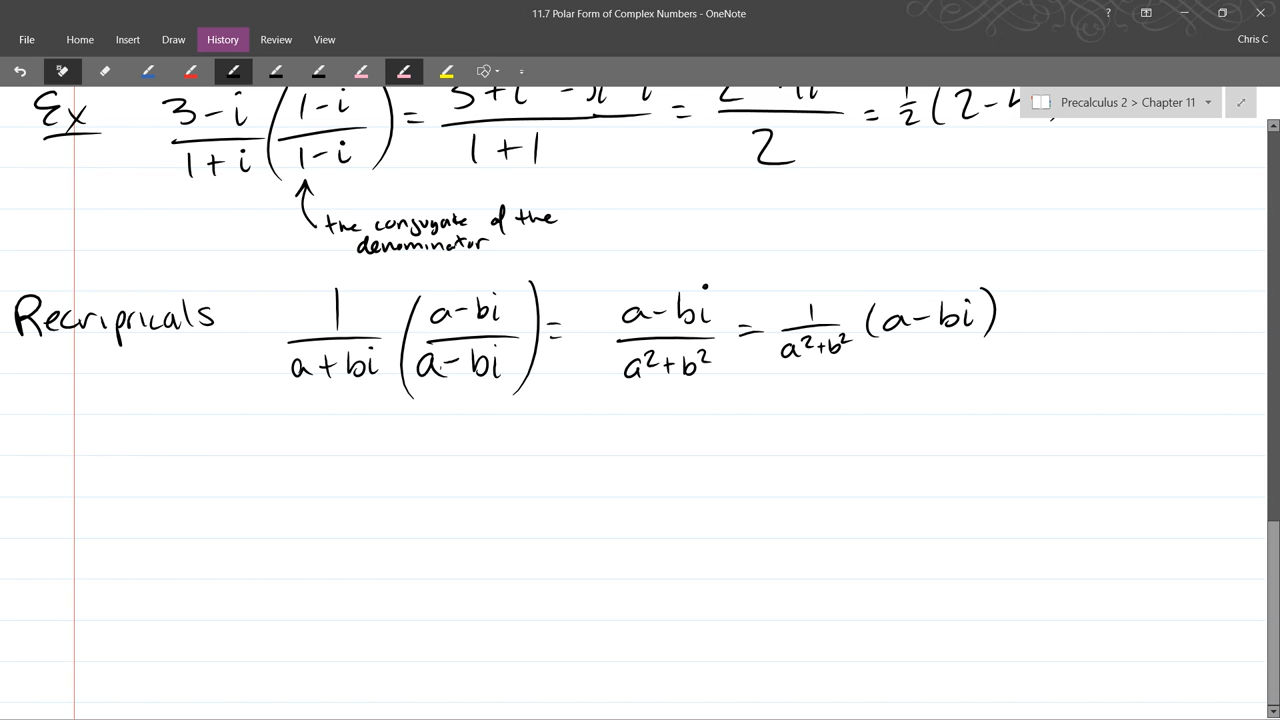 11.7 Polar Form of Complex Numbers - OneNote
File Home Insert Draw History Review View Chris C
Precalculus 2 > Chapter 11
Ex 3-i/1+i (1-i/1-i) = /1+1 = /2 = 1/2 (2-
the conjugate of the
denominator
Recripricals 1/a+bi (a-bi/a-bi) = a-bi/a²+b² = 1/a²+b² (a-bi)